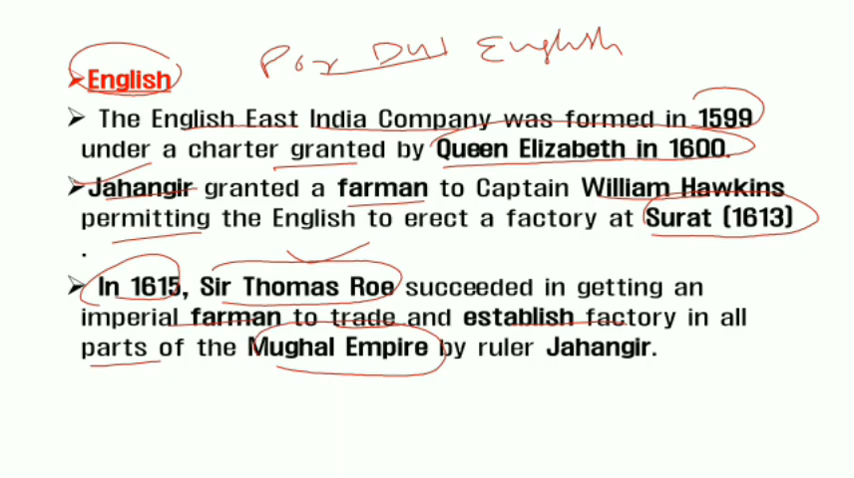 Por Dut English
➤English
➤ The English East India Company was formed in 1599
under a charter granted by Queen Elizabeth in 1600.
➤Jahangir granted a farman to Captain William Hawkins
permitting the English to erect a factory at Surat (1613)
.
➤ In 1615, Sir Thomas Roe succeeded in getting an
imperial farman to trade and establish factory in all
parts of the Mughal Empire by ruler Jahangir.